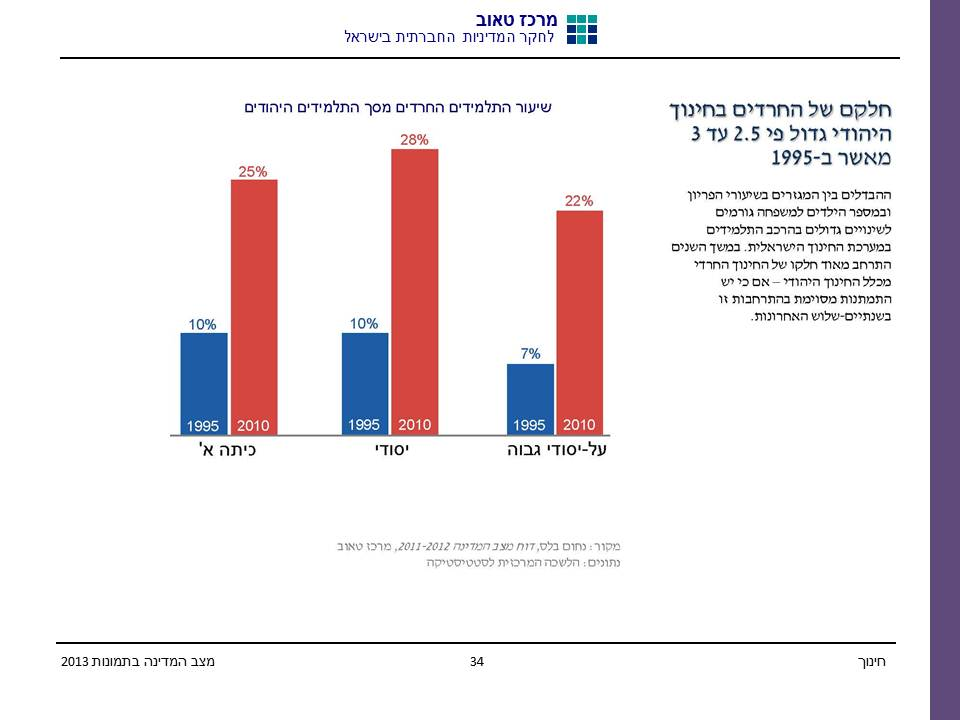 מרכז טאוב
לחקר המדיניות החברתית בישראל
חלקם של החרדים בחינוך
היהודי גדול פי 2.5 עד 3
מאשר ב-1995
ההבדלים בין המגזרים בשיעורי הפריון
ובמספר הילדים למשפחה גורמים
לשינויים גדולים בהרכב התלמידים
במערכת החינוך הישראלית. במשך השנים
התרחב מאוד חלקו של החינוך החרדי
מכלל החינוך היהודי – אם כי יש
התמתנות מסוימת בהתרחבות זו
בשנתיים-שלוש האחרונות.
שיעור התלמידים החרדים מסך התלמידים היהודים
28%
25%
22%
10%
10%
7%
1995 2010 1995 2010 1995 2010
כיתה א' יסודי על-יסודי גבוה
מקור: נחום בלס, דוח מצב המדינה 2011-2012, מרכז טאוב
נתונים: הלשכה המרכזית לסטטיסטיקה
חינוך 34 מצב המדינה בתמונות 2013